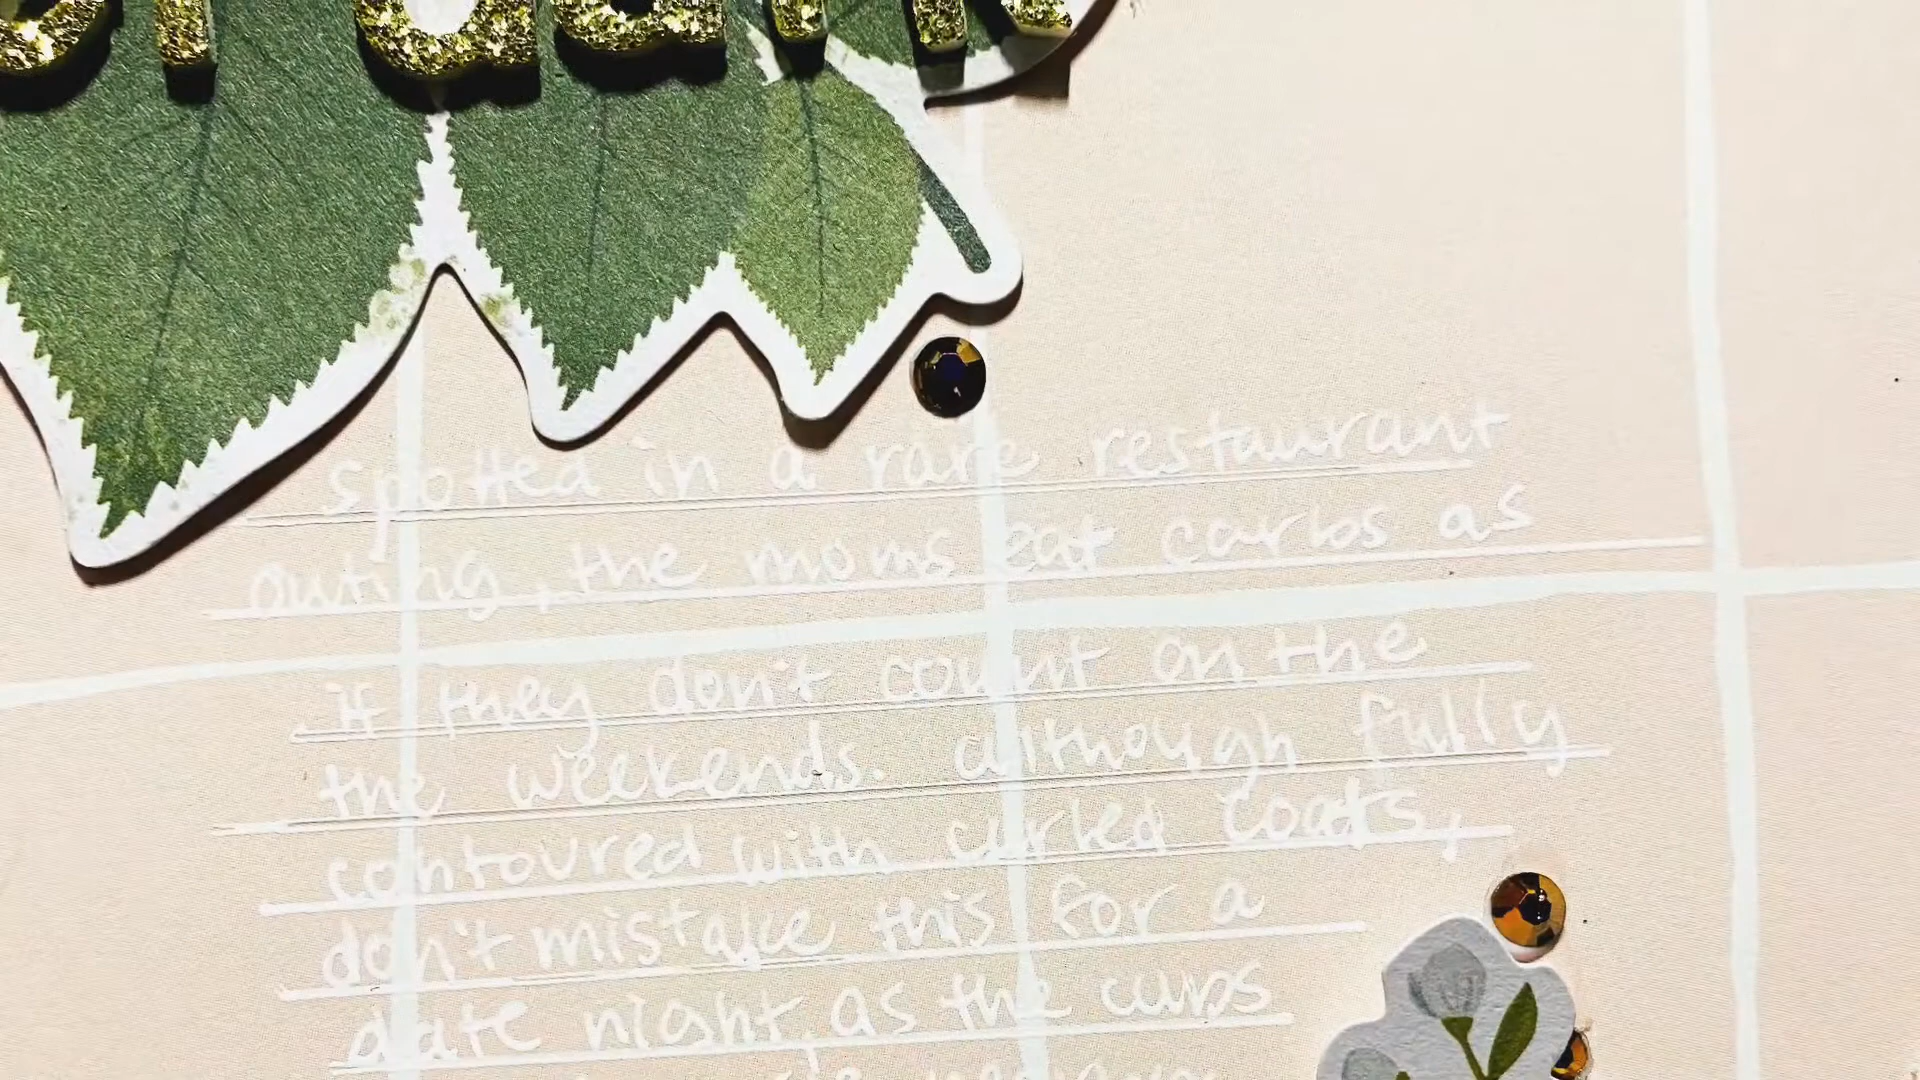 Spotted in a rare restaurant
outing, the moms eat carbs as
if they don't count on the
the weekends. although fully
contoured with curled coats,
don't mistake this for a
date night, as the cubs